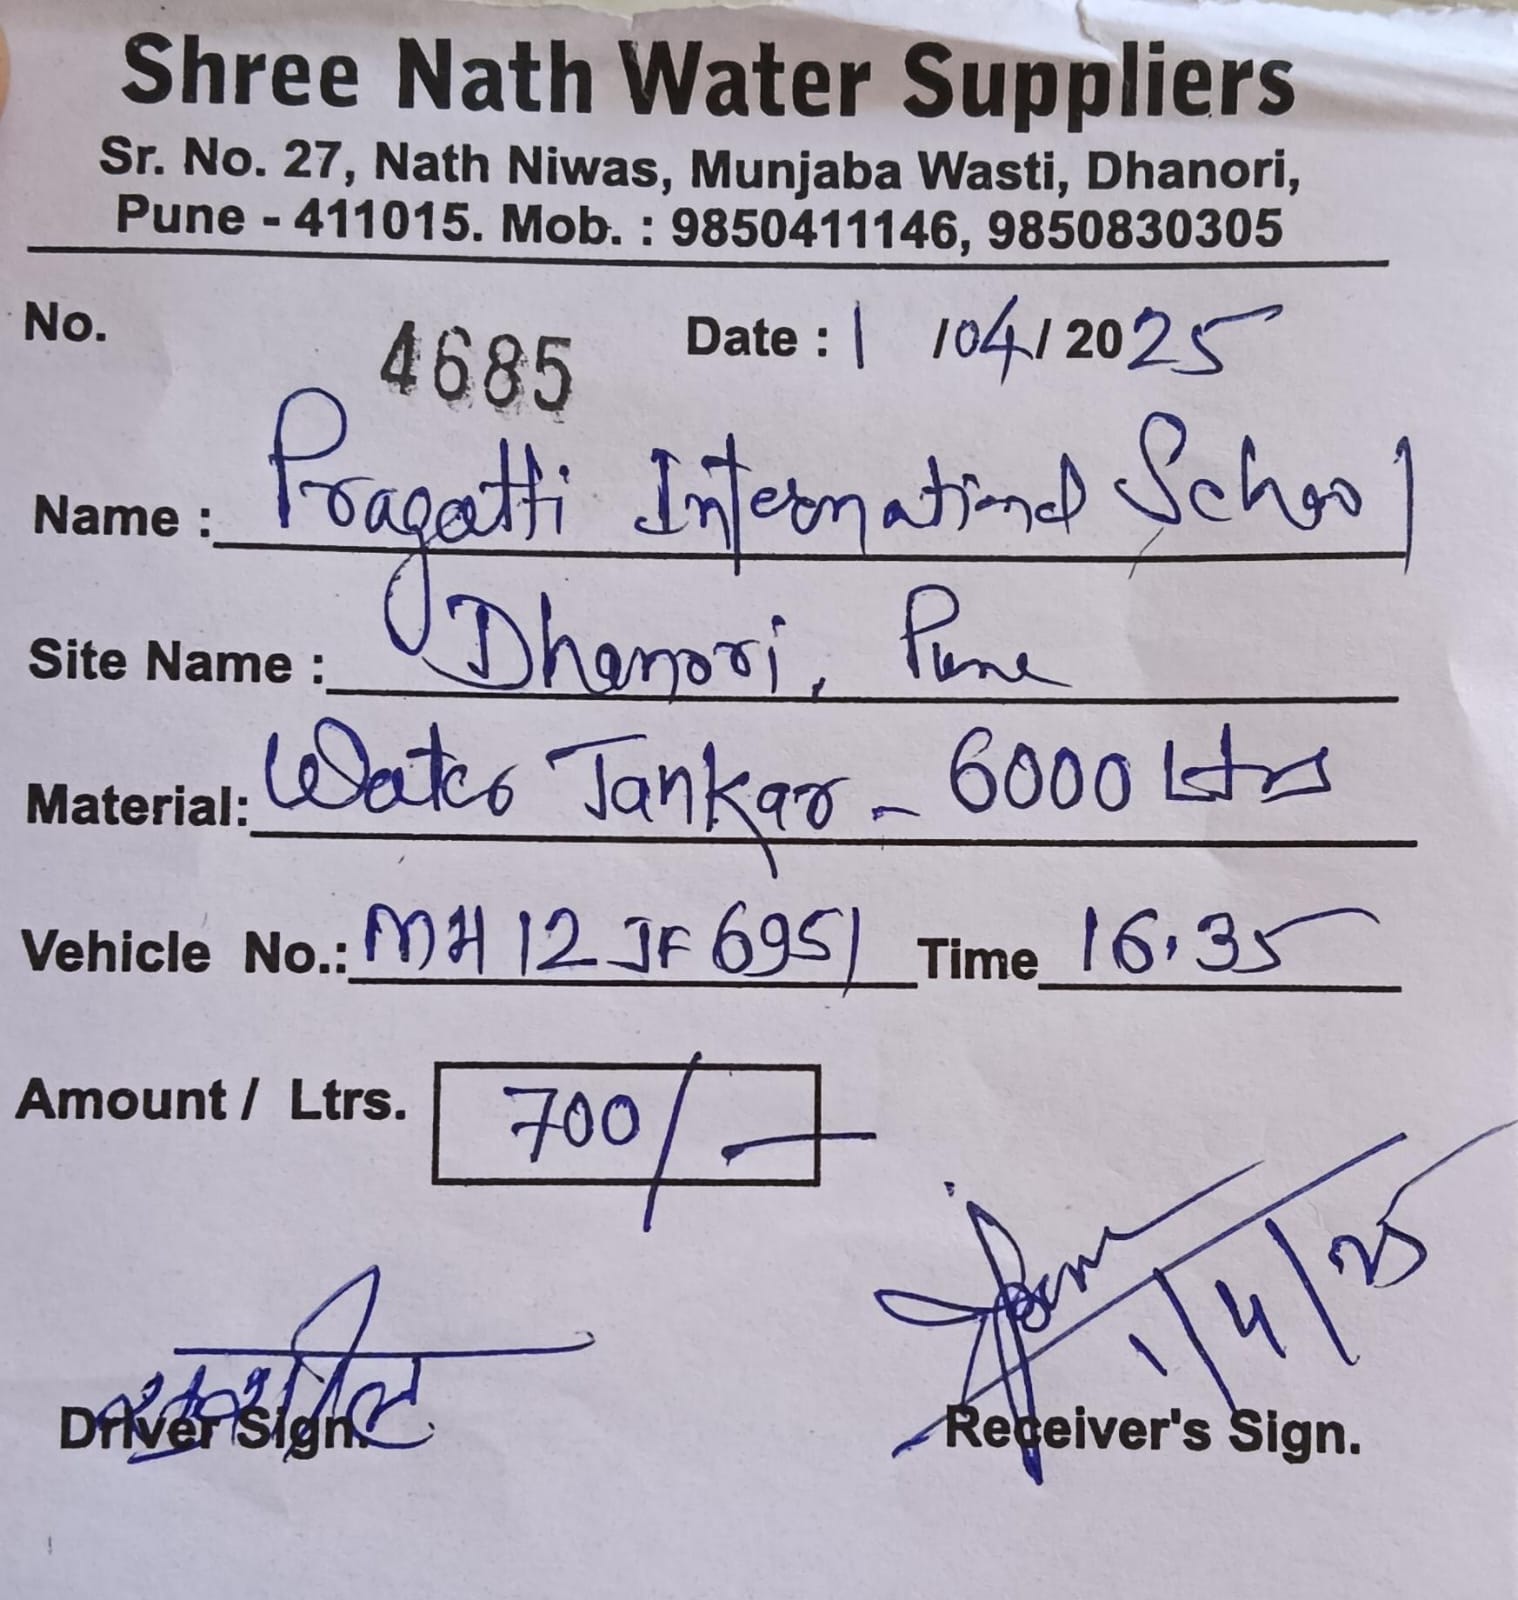 Shree Nath Water Suppliers
Sr. No. 27, Nath Niwas, Munjaba Wasti, Dhanori,
Pune - 411015. Mob. : 9850411146, 9850830305
No. 4685 Date : 1 /04/ 2025
Name : Pragatti International School
Site Name : Dhanori, Pune
Material: Water Tankar - 6000 Ltrs
Vehicle No.: MH 12 JF 6951 Time 16.35
Amount / Ltrs. 700/-
1/4/25
Driver Sign. Receiver's Sign.